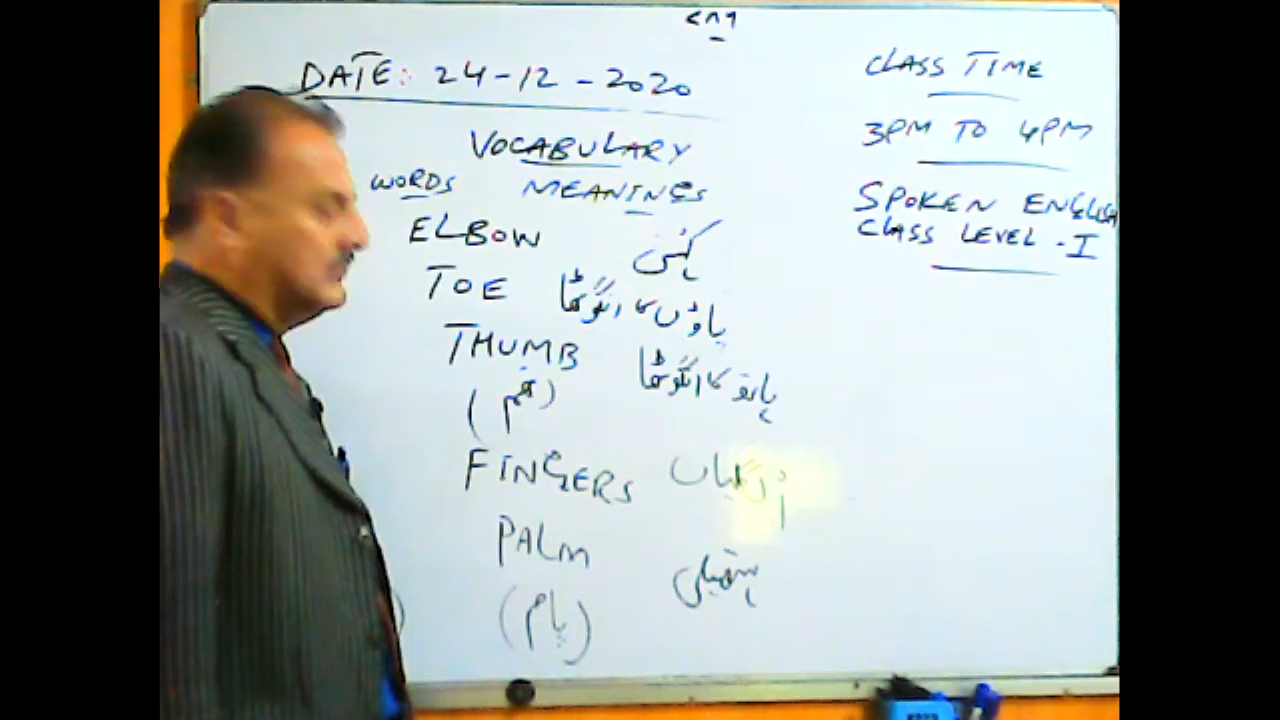 ۷۸۶
DATE: 24-12-2020
VOCABULARY
WORDS MEANINGS
ELBOW کہنی
TOE پاؤں کا انگوٹھا
THUMB ہاتھ کا انگوٹھا
(تھم)
FINGERS انگلیاں
PALM ہتھیلی
(پام)
CLASS TIME
3PM TO 4PM
SPOKEN ENGLISH
CLASS LEVEL - I